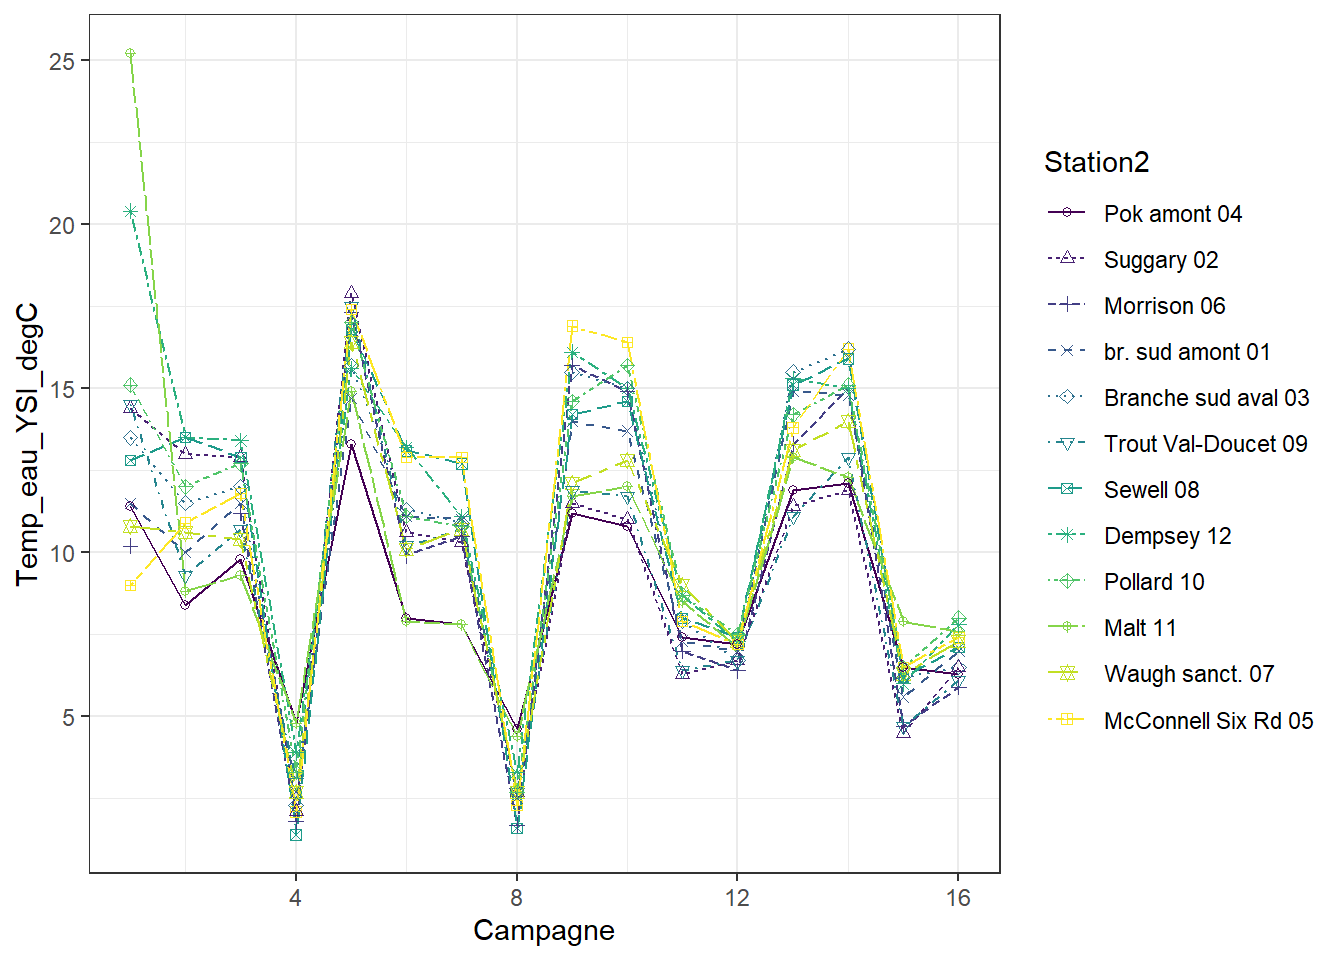 25
20
15
10
5
4
8
12
16
Temp_eau_YSI_degC
Campagne
Station2
Pok amont 04
Suggary 02
Morrison 06
br. sud amont 01
Branche sud aval 03
Trout Val-Doucet 09
Sewell 08
Dempsey 12
Pollard 10
Malt 11
Waugh sanct. 07
McConnell Six Rd 05